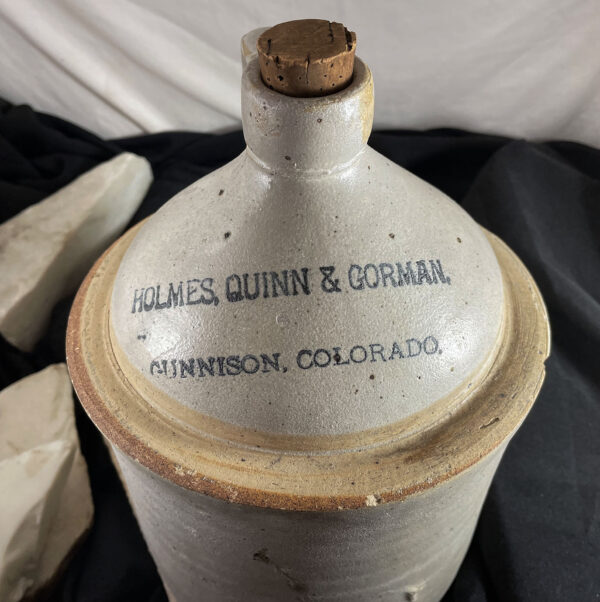 HOLMES, QUINN & GORMAN,
GUNNISON, COLORADO.